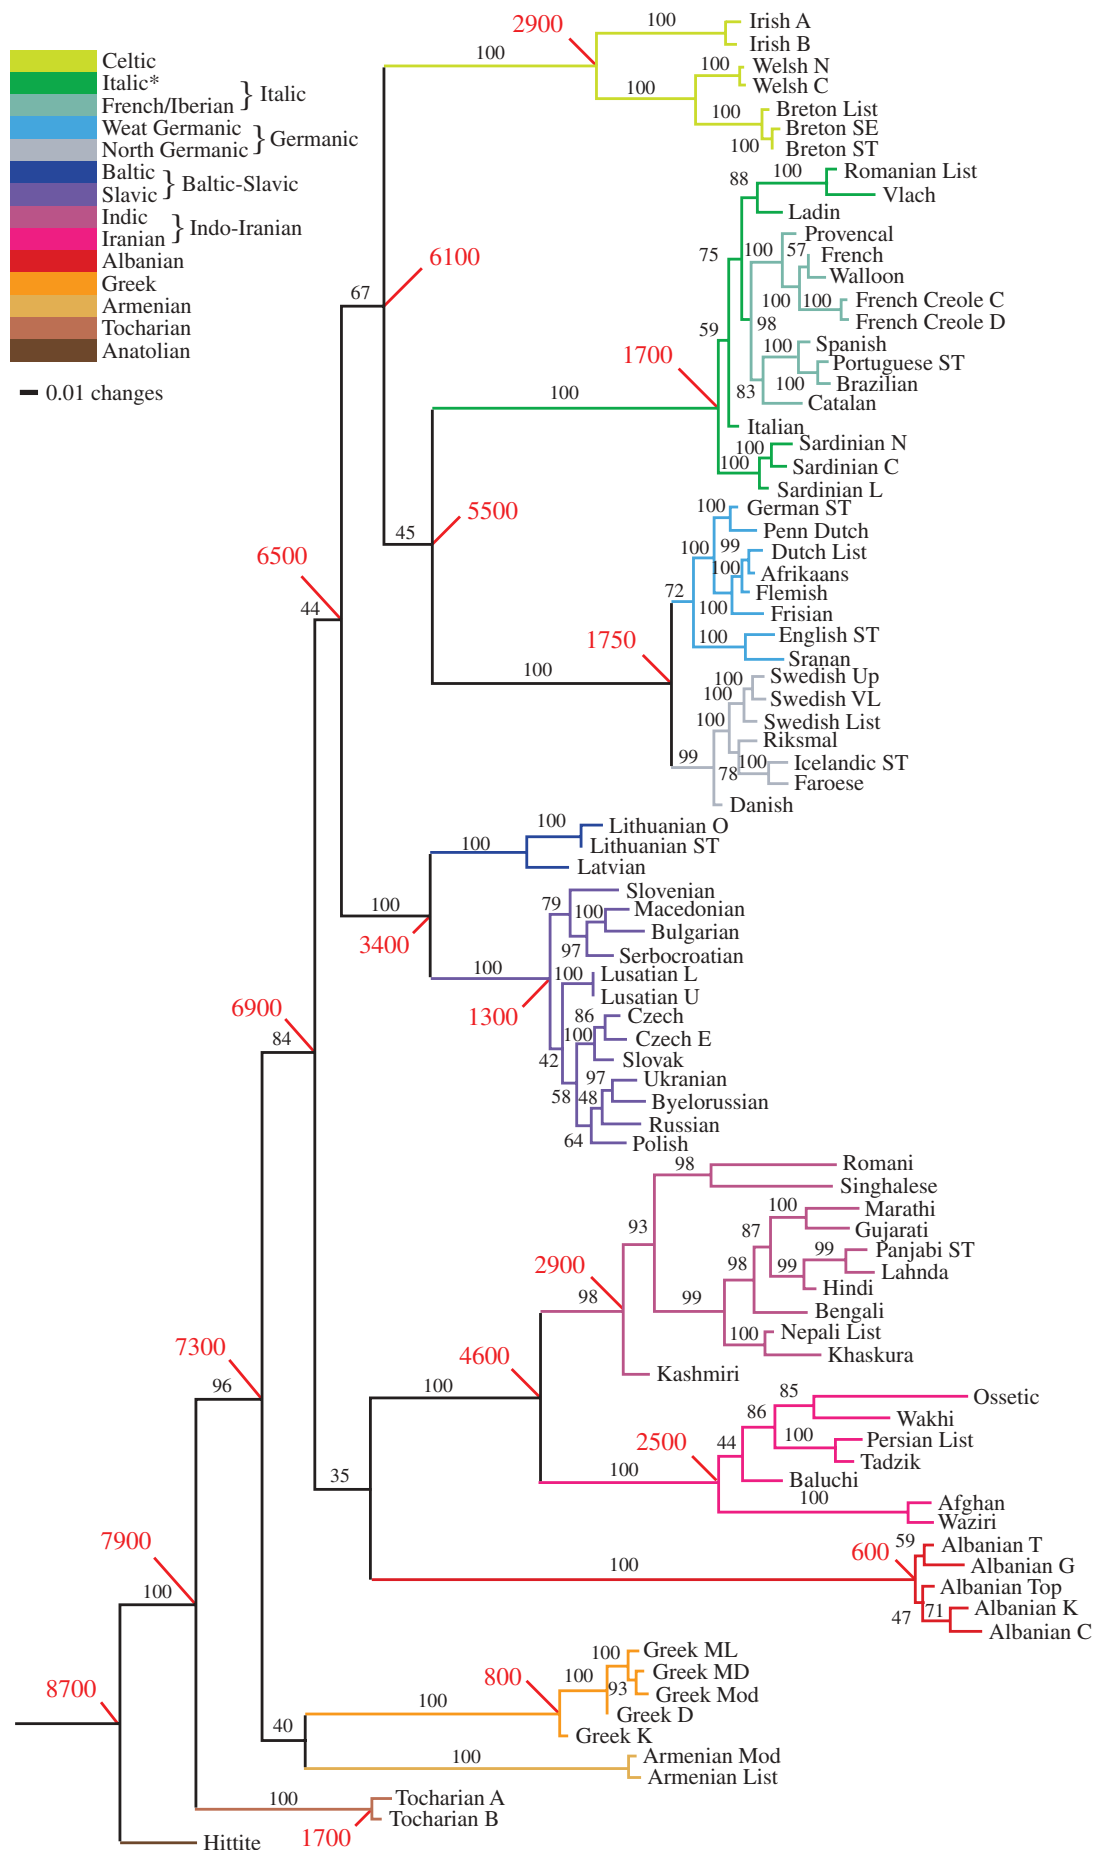 Celtic
Italic*
French/Iberian
} Italic
Weat Germanic
North Germanic
} Germanic
Baltic
Slavic
} Baltic-Slavic
Indic
Iranian
} Indo-Iranian
Albanian
Greek
Armenian
Tocharian
Anatolian
0.01 changes
2900
100
100
Irish A
Irish B
100
100
Welsh N
Welsh C
100
100
Breton List
Breton SE
Breton ST
6100
67
88
100
Romanian List
Vlach
Ladin
75
100
57
Provencal
French
Walloon
100
100
French Creole C
French Creole D
98
59
1700
100
100
Spanish
Portuguese ST
Brazilian
83
100
Catalan
Italian
100
100
Sardinian N
Sardinian C
Sardinian L
45
5500
6500
44
100
German ST
Penn Dutch
100
99
Dutch List
100
Afrikaans
Flemish
72
100
Frisian
100
English ST
Sranan
1750
100
100
Swedish Up
100
Swedish VL
100
Swedish List
Riksmal
99
78
100
Icelandic ST
Faroese
Danish
100
100
Lithuanian O
Lithuanian ST
Latvian
100
3400
79
100
Slovenian
Macedonian
Bulgarian
97
Serbocroatian
100
1300
100
Lusatian L
Lusatian U
86
Czech
100
Czech E
Slovak
42
58
97
48
Ukranian
Byelorussian
Russian
64
Polish
6900
84
98
Romani
Singhalese
93
100
Marathi
Gujarati
87
99
Panjabi ST
Lahnda
98
99
Hindi
2900
98
99
Bengali
100
Nepali List
Khaskura
Kashmiri
7300
96
4600
100
85
Ossetic
86
Wakhi
100
Persian List
Tadzik
44
2500
100
Baluchi
100
Afghan
Waziri
35
59
Albanian T
600
100
Albanian G
Albanian Top
47
71
Albanian K
Albanian C
7900
100
8700
100
Greek ML
100
93
Greek MD
Greek Mod
800
100
Greek D
Greek K
40
100
Armenian Mod
Armenian List
100
1700
Tocharian A
Tocharian B
Hittite